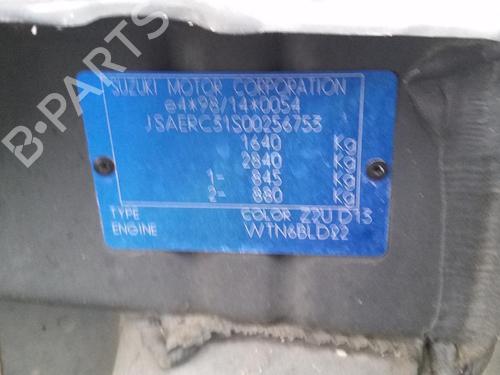 SUZUKI MOTOR CORPORATION
e4*98/14*0054
JSAERC31S00256753
1640 Kg
2840 Kg
1- 845 Kg
2- 880 Kg
TYPE COLOR Z2U D13
ENGINE WTN6BLD22
B-PARTS